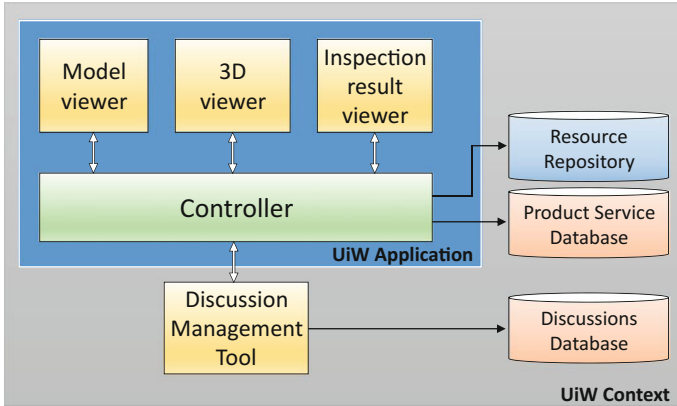 Model
viewer
3D
viewer
Inspection
result
viewer
Resource
Repository
Controller
Product Service
Database
UiW Application
Discussion
Management
Tool
Discussions
Database
UiW Context